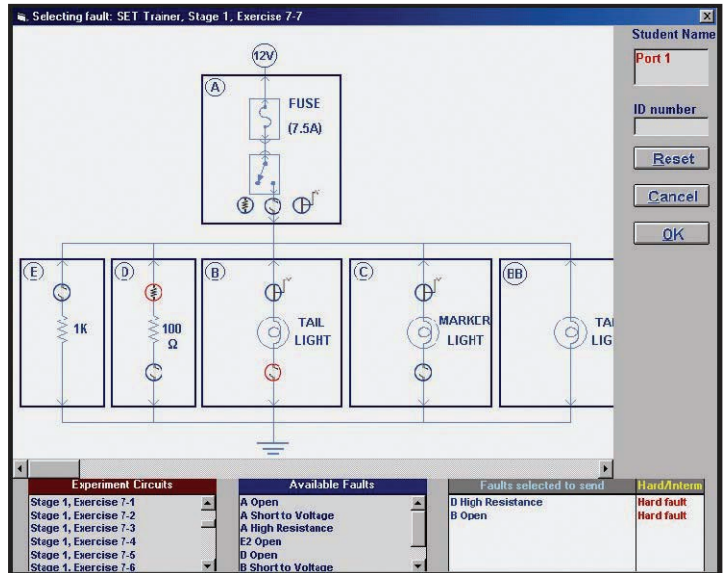 Selecting fault: SET Trainer, Stage 1, Exercise 7-7
Student Name
Port 1
ID number
Reset
Cancel
OK
12V
A
FUSE
(7.5A)
E
1K
D
100
Ω
B
TAIL
LIGHT
C
MARKER
LIGHT
BB
TA
LIG
Experiment Circuits
Stage 1, Exercise 7-1
Stage 1, Exercise 7-2
Stage 1, Exercise 7-3
Stage 1, Exercise 7-4
Stage 1, Exercise 7-5
Stage 1, Exercise 7-6
Available Faults
A Open
A Short to Voltage
A High Resistance
E2 Open
D Open
B Short to Voltage
Faults selected to send Hard/Interm
D High Resistance Hard fault
B Open Hard fault